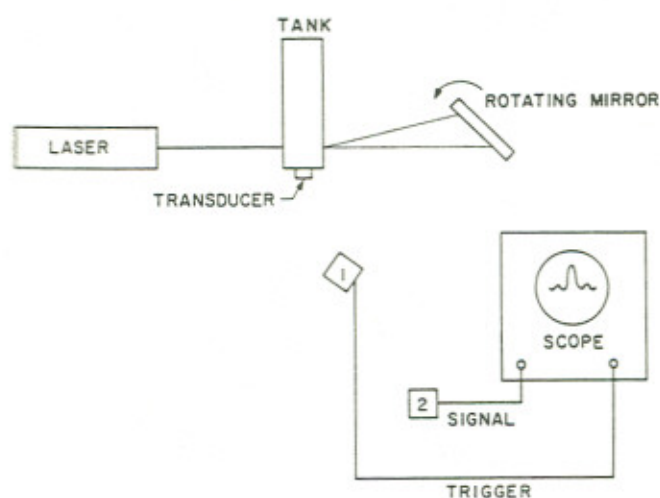 TANK
ROTATING MIRROR
LASER
TRANSDUCER
1
SCOPE
2
SIGNAL
TRIGGER